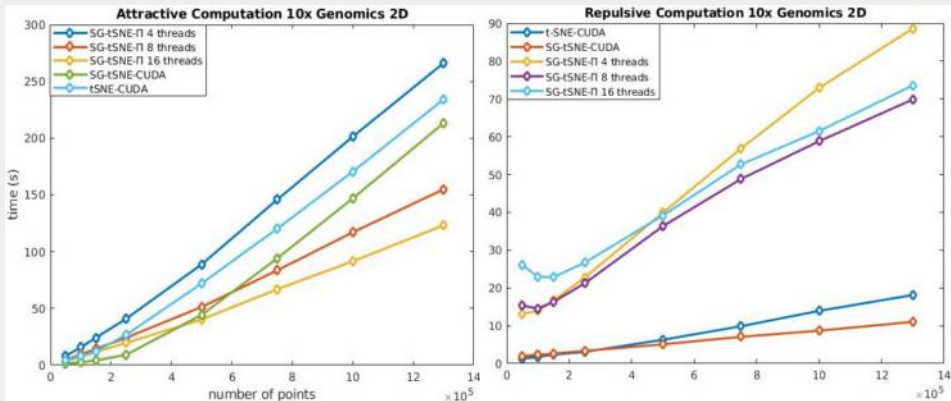 Attractive Computation 10x Genomics 2D
300
250
200
150
100
50
0
time (s)
SG-tSNE-Π 4 threads
SG-tSNE-Π 8 threads
SG-tSNE-Π 16 threads
SG-tSNE-CUDA
tSNE-CUDA
0 2 4 6 8 10 12 14
number of points
×10⁵
Repulsive Computation 10x Genomics 2D
90
80
70
60
50
40
30
20
10
0
t-SNE-CUDA
SG-tSNE-CUDA
SG-tSNE-Π 4 threads
SG-tSNE-Π 8 threads
SG-tSNE-Π 16 threads
0 2 4 6 8 10 12 14
×10⁵